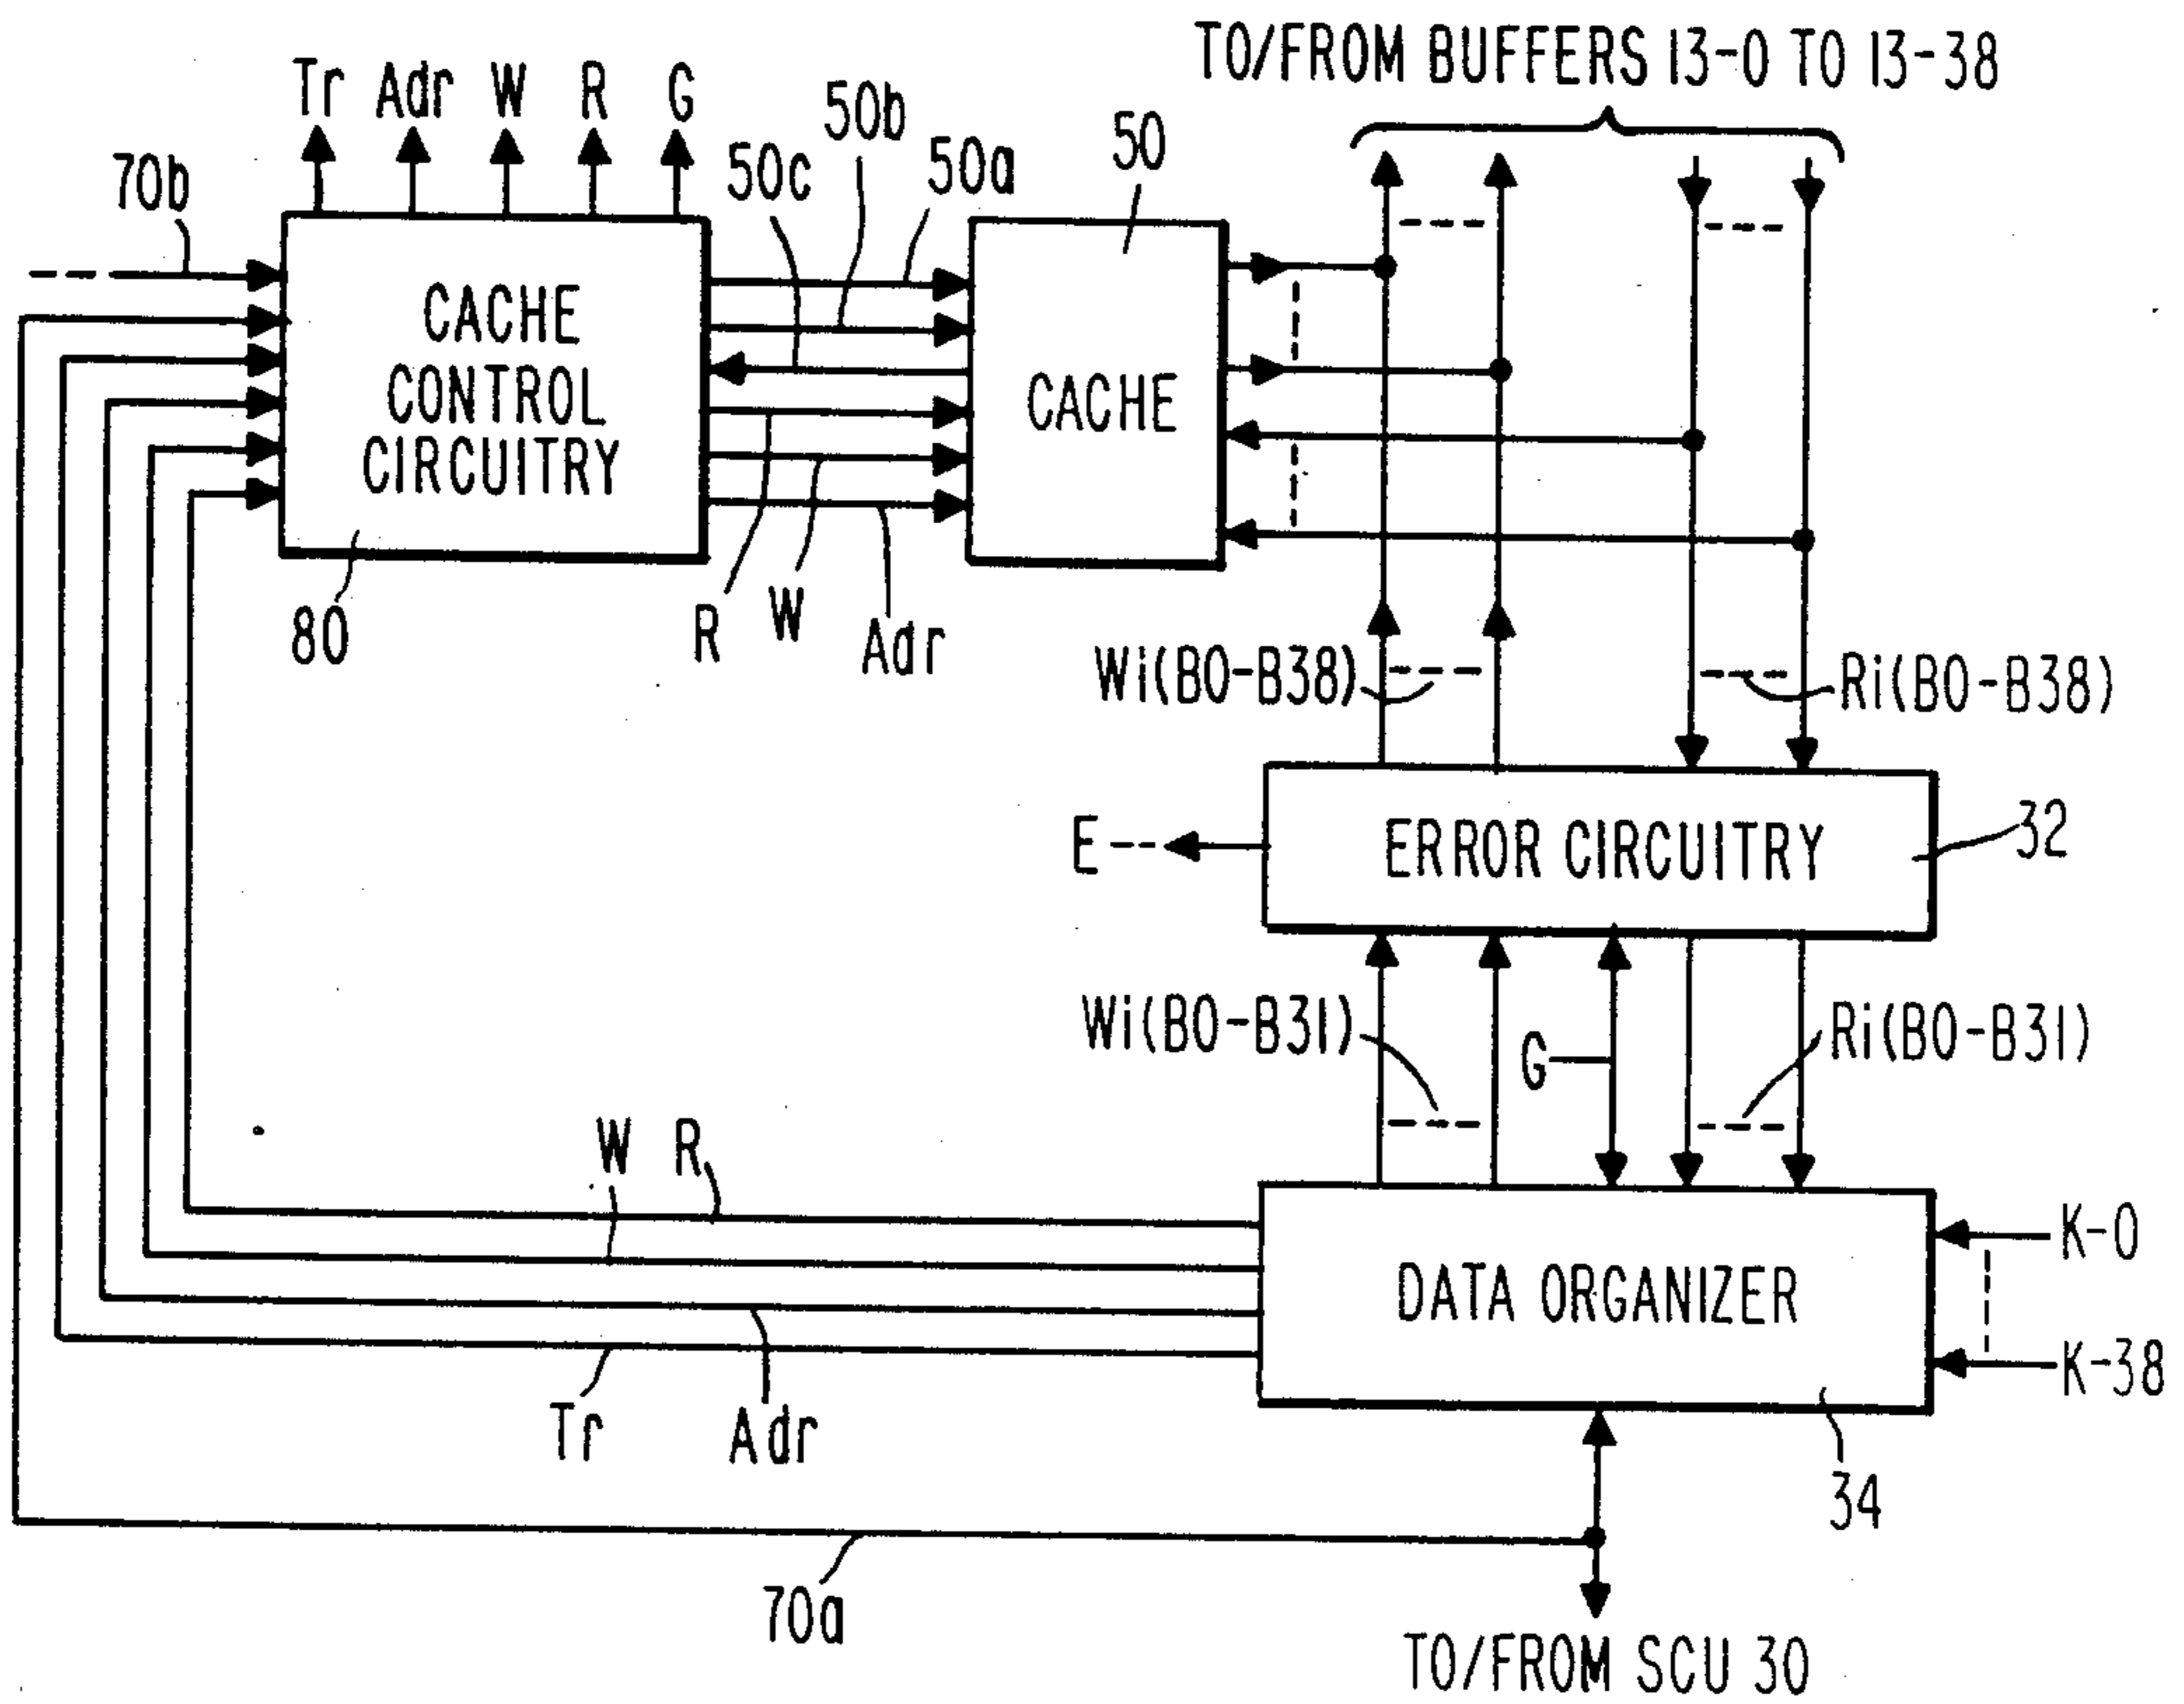 TO/FROM BUFFERS 13-0 TO 13-38
Tr Adr W R G
50b
50c
50a
50
70b
CACHE
CONTROL
CIRCUITRY
CACHE
80
R
W
Adr
Wi(B0-B38)
Ri(B0-B38)
E
ERROR CIRCUITRY
32
Wi(B0-B31)
G
Ri(B0-B31)
W R
K-0
DATA ORGANIZER
K-38
Tr
Adr
34
70a
TO/FROM SCU 30